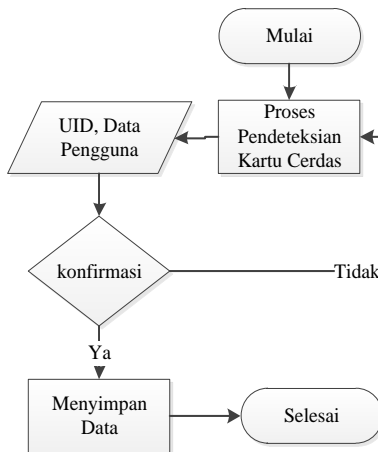 Mulai
Proses
Pendeteksian
Kartu Cerdas
UID, Data
Pengguna
konfirmasi
Tidak
Ya
Menyimpan
Data
Selesai